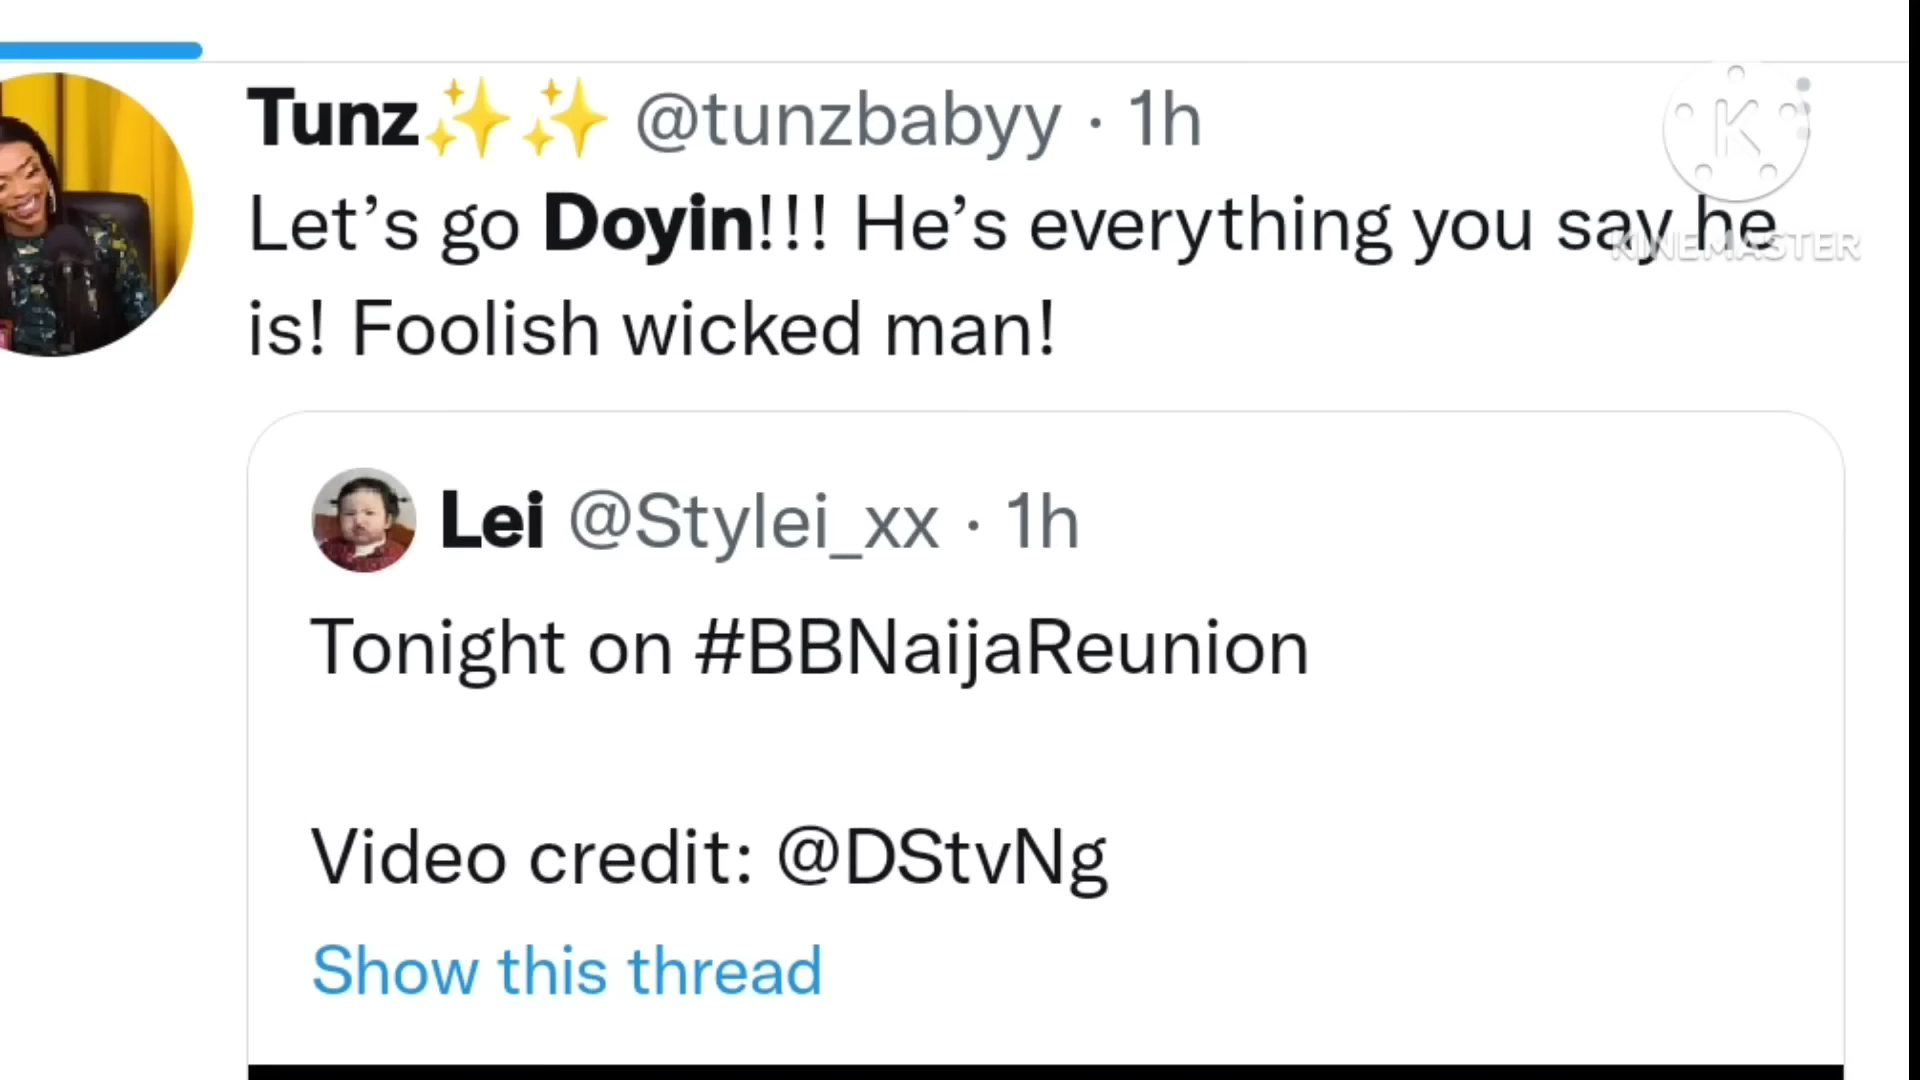 Tunz✨✨ @tunzbabyy · 1h
Let’s go Doyin!!! He’s everything you say he
is! Foolish wicked man!
K
KINEMASTER
Lei @Stylei_xx · 1h
Tonight on #BBNaijaReunion
Video credit: @DStvNg
Show this thread